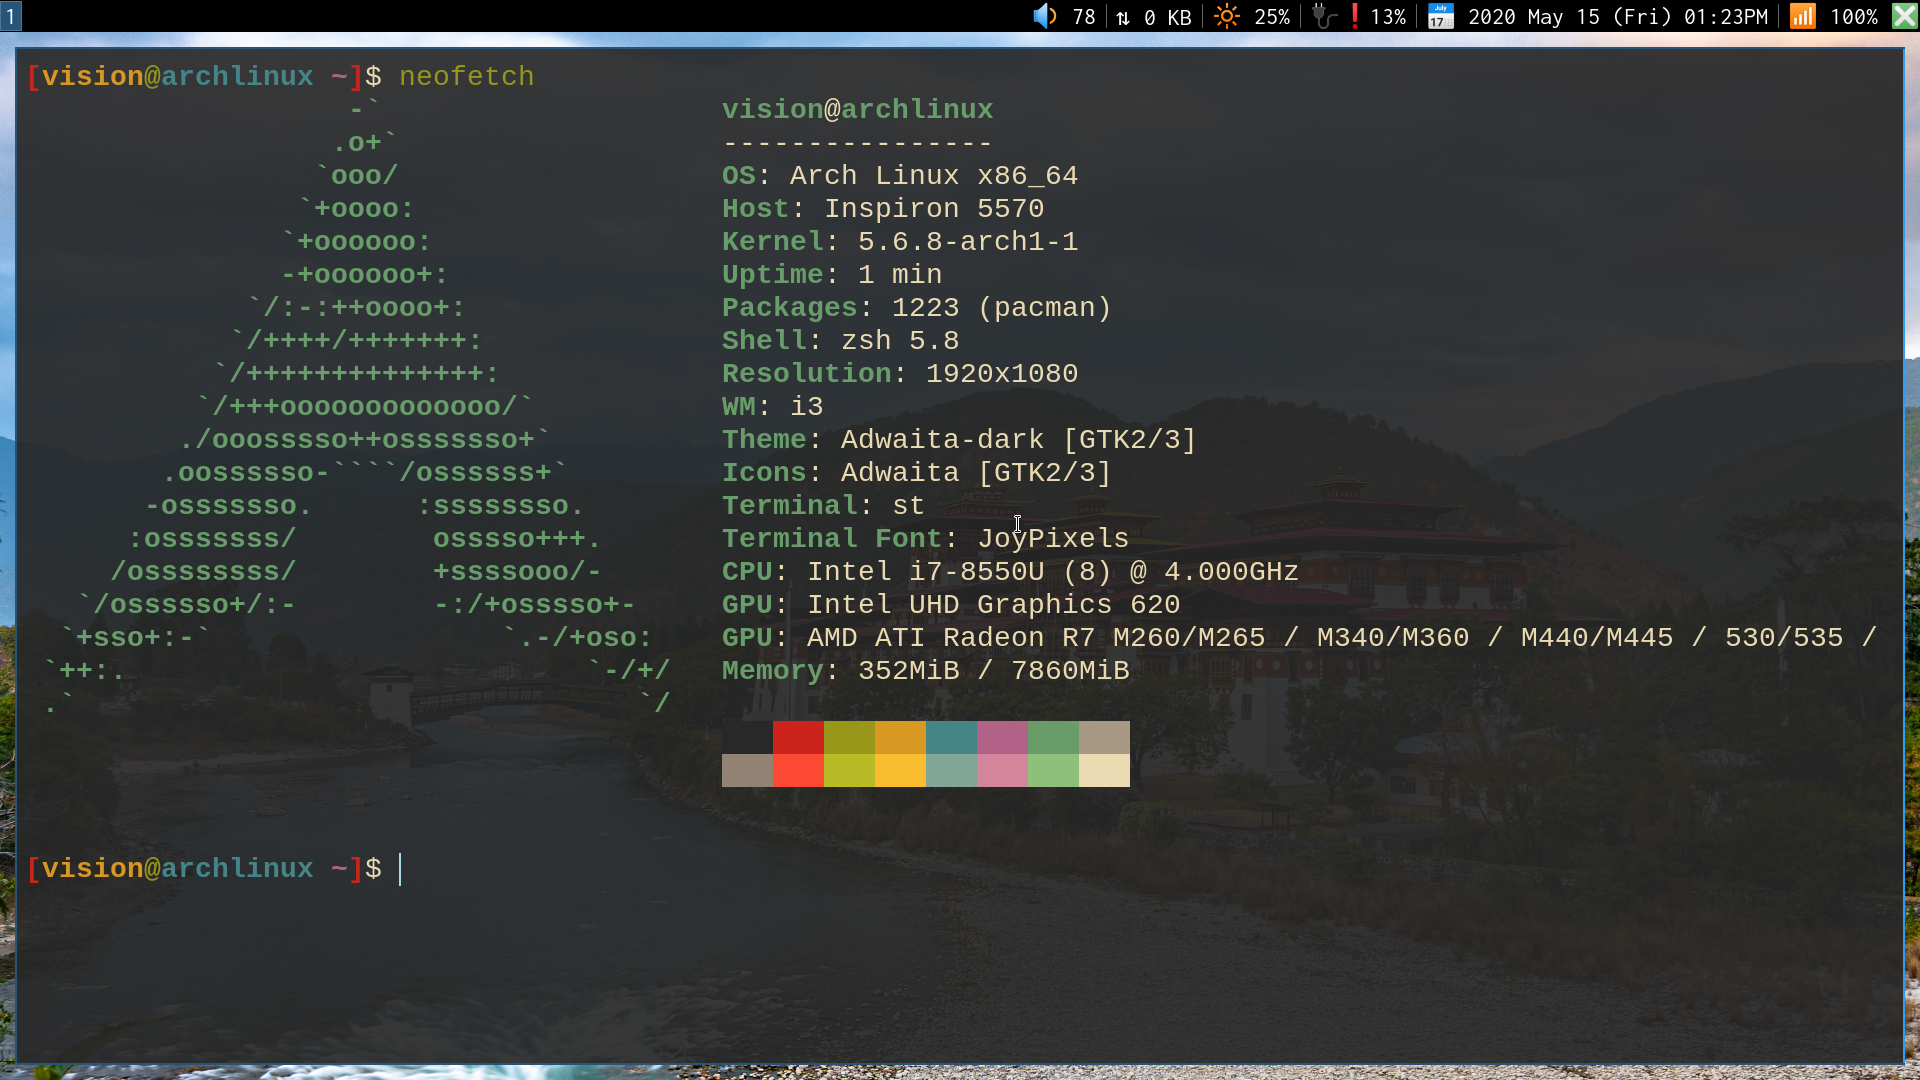 1 78 ⇅ 0 KB 25% ❗13% July 17 2020 May 15 (Fri) 01:23PM 100%
[vision@archlinux ~]$ neofetch
-` vision@archlinux
.o+` ----------------
`ooo/ OS: Arch Linux x86_64
`+oooo: Host: Inspiron 5570
`+oooooo: Kernel: 5.6.8-arch1-1
-+oooooo+: Uptime: 1 min
`/:-:++oooo+: Packages: 1223 (pacman)
`/++++/+++++++: Shell: zsh 5.8
`/++++++++++++++: Resolution: 1920x1080
`/+++ooooooooooooo/` WM: i3
./ooosssso++osssssso+` Theme: Adwaita-dark [GTK2/3]
.oossssso-````/ossssss+` Icons: Adwaita [GTK2/3]
-osssssso. :ssssssso. Terminal: st
:osssssss/ osssso+++. Terminal Font: JoyPixels
/ossssssss/ +ssssooo/- CPU: Intel i7-8550U (8) @ 4.000GHz
`/ossssso+/:- -:/+osssso+- GPU: Intel UHD Graphics 620
`+sso+:-` `.-/+oso: GPU: AMD ATI Radeon R7 M260/M265 / M340/M360 / M440/M445 / 530/535 /
`++:. `-/+/ Memory: 352MiB / 7860MiB
.` `/
[vision@archlinux ~]$